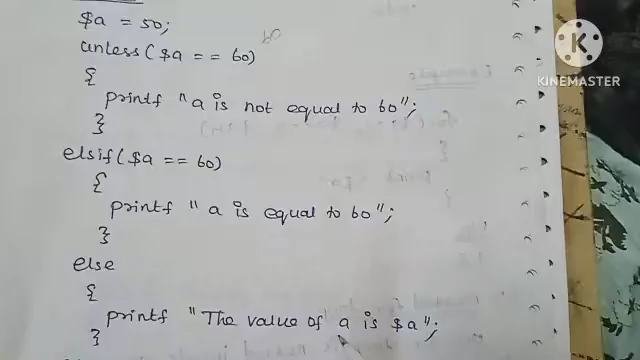 $a = 50;
60
unless ($a == 60)
{
printf "a is not equal to 60";
}
elsif ($a == 60)
{
printf "a is equal to 60";
}
else
{
printf "The value of a is $a";
}
KINEMASTER